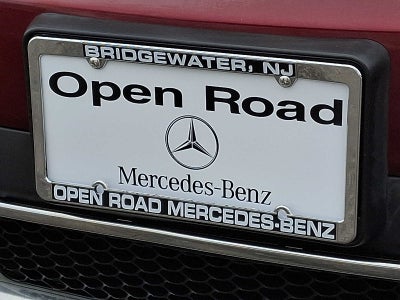 BRIDGEWATER, NJ
Open Road
Mercedes-Benz
OPEN ROAD MERCEDES-BENZ